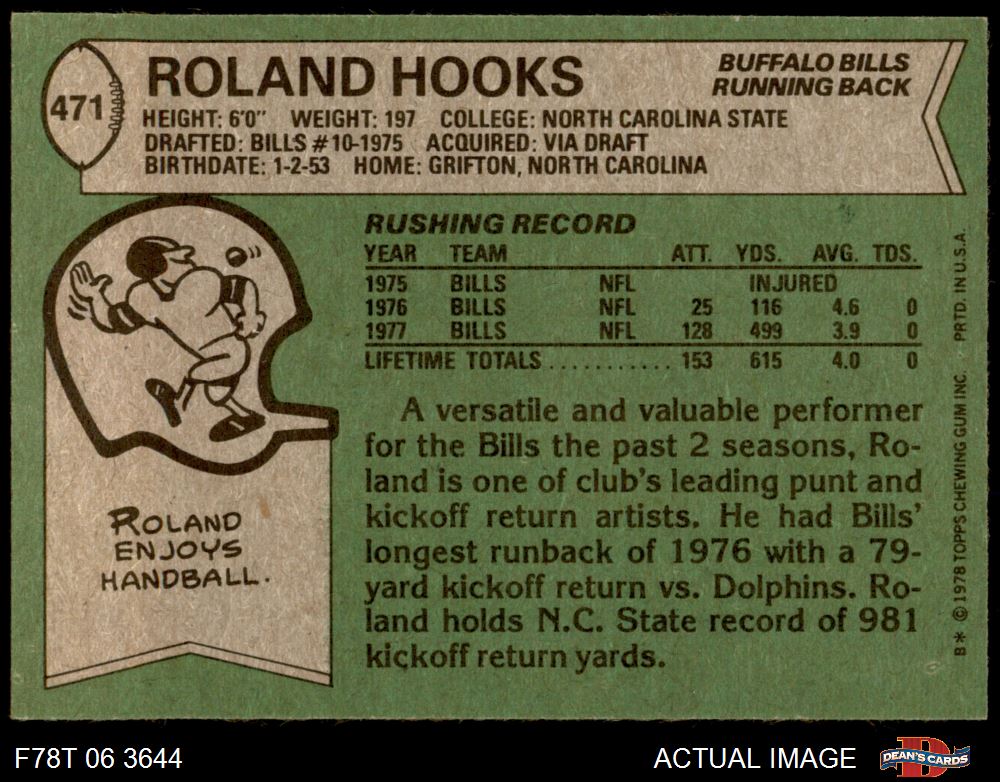 471
ROLAND HOOKS
BUFFALO BILLS
RUNNING BACK
HEIGHT: 6'0" WEIGHT: 197 COLLEGE: NORTH CAROLINA STATE
DRAFTED: BILLS #10-1975 ACQUIRED: VIA DRAFT
BIRTHDATE: 1-2-53 HOME: GRIFTON, NORTH CAROLINA
RUSHING RECORD
YEAR TEAM ATT. YDS. AVG. TDS.
1975 BILLS NFL INJURED
1976 BILLS NFL 25 116 4.6 0
1977 BILLS NFL 128 499 3.9 0
LIFETIME TOTALS........... 153 615 4.0 0
A versatile and valuable performer
for the Bills the past 2 seasons, Ro-
land is one of club's leading punt and
kickoff return artists. He had Bills'
longest runback of 1976 with a 79-
yard kickoff return vs. Dolphins. Ro-
land holds N.C. State record of 981
kickoff return yards.
ROLAND
ENJOYS
HANDBALL.
B* © 1978 TOPPS CHEWING GUM INC. PRTD. IN U.S.A.
F78T 06 3644
ACTUAL IMAGE
DEAN'S CARDS